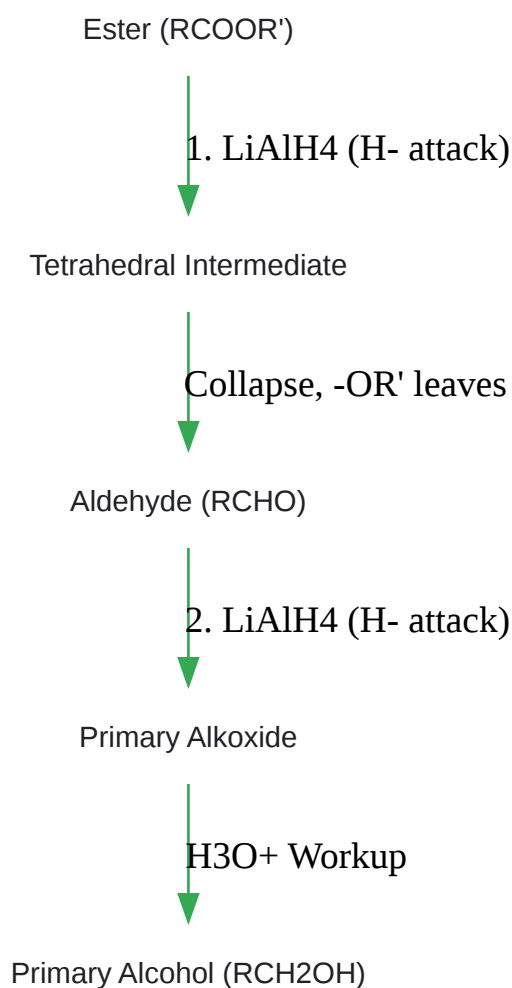 Ester (RCOOR')
1. LiAlH4 (H- attack)
Tetrahedral Intermediate
Collapse, -OR' leaves
Aldehyde (RCHO)
2. LiAlH4 (H- attack)
Primary Alkoxide
H3O+ Workup
Primary Alcohol (RCH2OH)